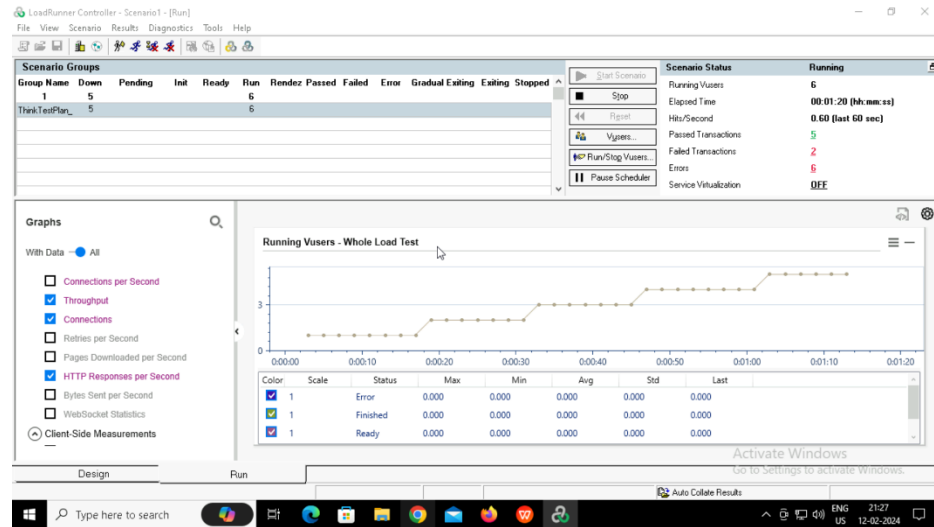 LoadRunner Controller - Scenario1 - [Run]
File View Scenario Results Diagnostics Tools Help
Scenario Groups
Group Name Down Pending Init Ready Run Rendez Passed Failed Error Gradual Exiting Exiting Stopped
1 5 6
ThinkTestPlan_ 5 6
Start Scenario
Stop
Reset
Vusers...
Run/Stop Vusers...
Pause Scheduler
Scenario Status Running
Running Vusers 6
Elapsed Time 00:01:20 (hh:mm:ss)
Hits/Second 0.60 (last 60 sec)
Passed Transactions 5
Failed Transactions 2
Errors 6
Service Virtualization OFF
Graphs
With Data All
Connections per Second
Throughput
Connections
Retries per Second
Pages Downloaded per Second
HTTP Responses per Second
Bytes Sent per Second
WebSocket Statistics
Client-Side Measurements
Running Vusers - Whole Load Test
3
0
0:00:00 0:00:10 0:00:20 0:00:30 0:00:40 0:00:50 0:01:00 0:01:10 0:01:20
Color Scale Status Max Min Avg Std Last
1 Error 0.000 0.000 0.000 0.000 0.000
1 Finished 0.000 0.000 0.000 0.000 0.000
1 Ready 0.000 0.000 0.000 0.000 0.000
Activate Windows
Go to Settings to activate Windows.
Design Run
Auto Collate Results
Type here to search
ENG 21:27
US 12-02-2024